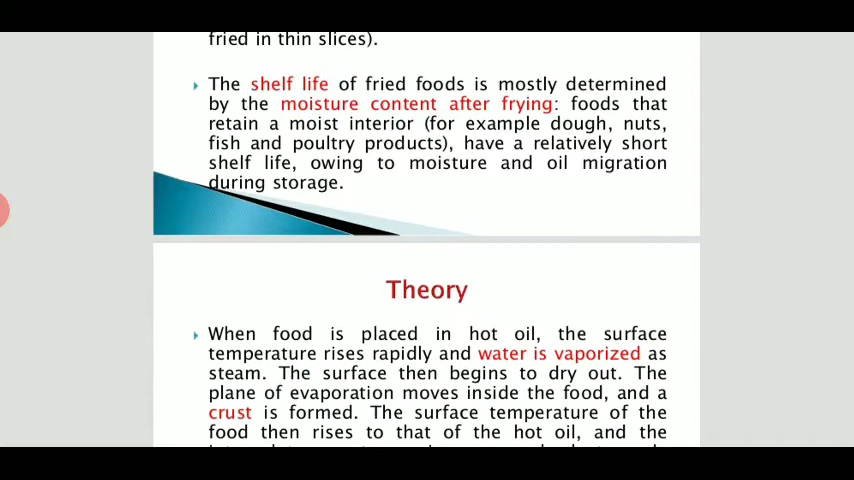 fried in thin slices).
The shelf life of fried foods is mostly determined
by the moisture content after frying: foods that
retain a moist interior (for example dough, nuts,
fish and poultry products), have a relatively short
shelf life, owing to moisture and oil migration
during storage.
Theory
When food is placed in hot oil, the surface
temperature rises rapidly and water is vaporized as
steam. The surface then begins to dry out. The
plane of evaporation moves inside the food, and a
crust is formed. The surface temperature of the
food then rises to that of the hot oil, and the